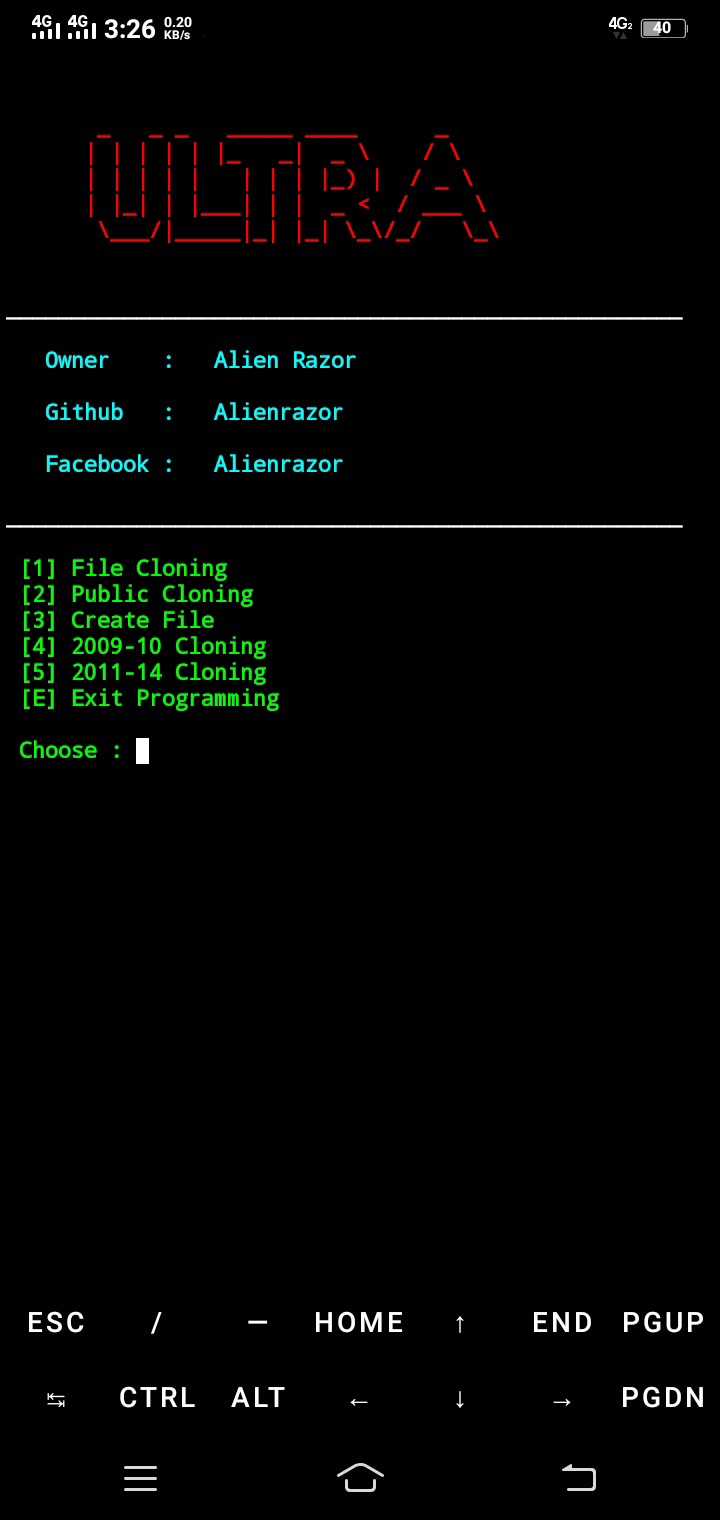 4G 4G 3:26 0.20 KB/s 4G2 40
ULTRA
Owner : Alien Razor
Github : Alienrazor
Facebook : Alienrazor
[1] File Cloning
[2] Public Cloning
[3] Create File
[4] 2009-10 Cloning
[5] 2011-14 Cloning
[E] Exit Programming
Choose :
ESC / — HOME ↑ END PGUP
↹ CTRL ALT ← ↓ → PGDN